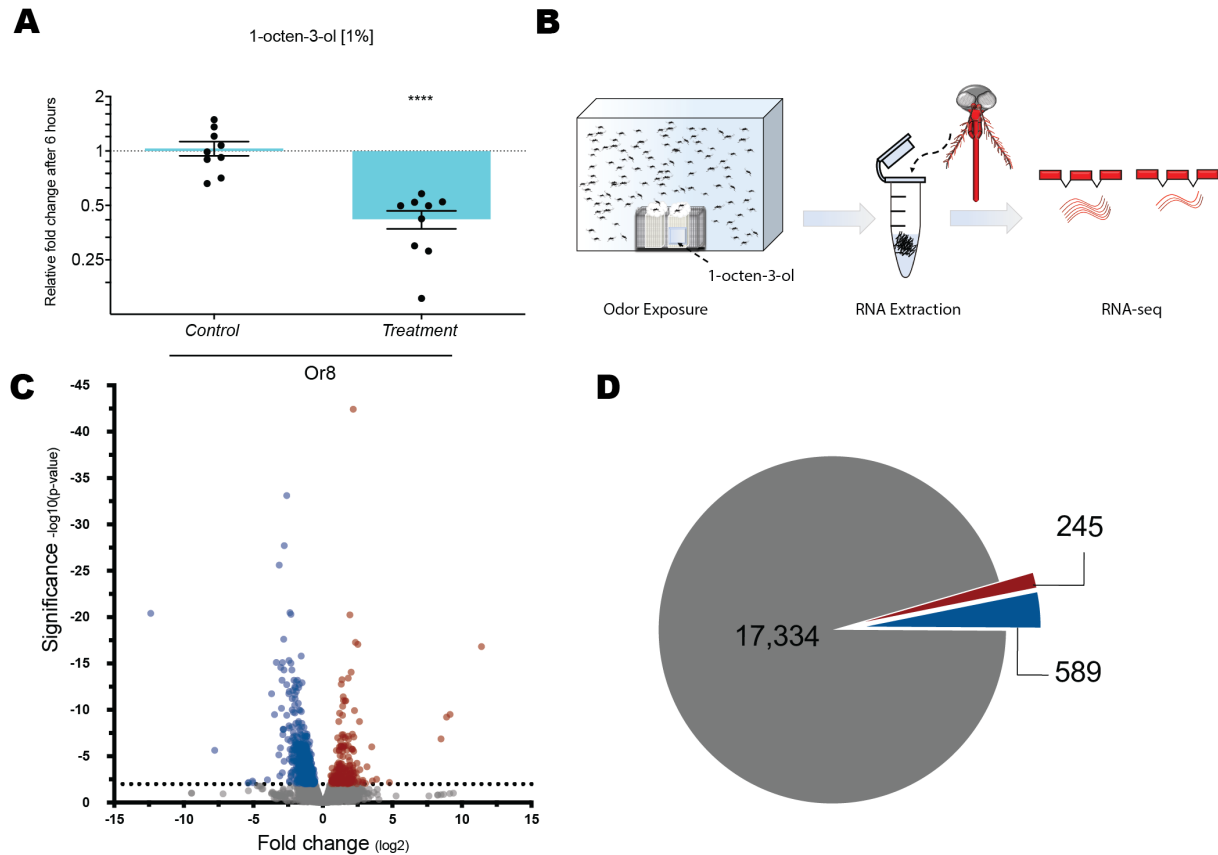 A
1-octen-3-ol [1%]
Relative fold change after 6 hours
2
1
0.5
0.25
****
Control
Treatment
Or8
B
1-octen-3-ol
Odor Exposure
RNA Extraction
RNA-seq
C
Significance -log10(p-value)
-45
-35
-30
-25
-20
-15
-10
-5
0
-15
-10
-5
0
5
10
15
Fold change (log2)
D
245
17,334
589